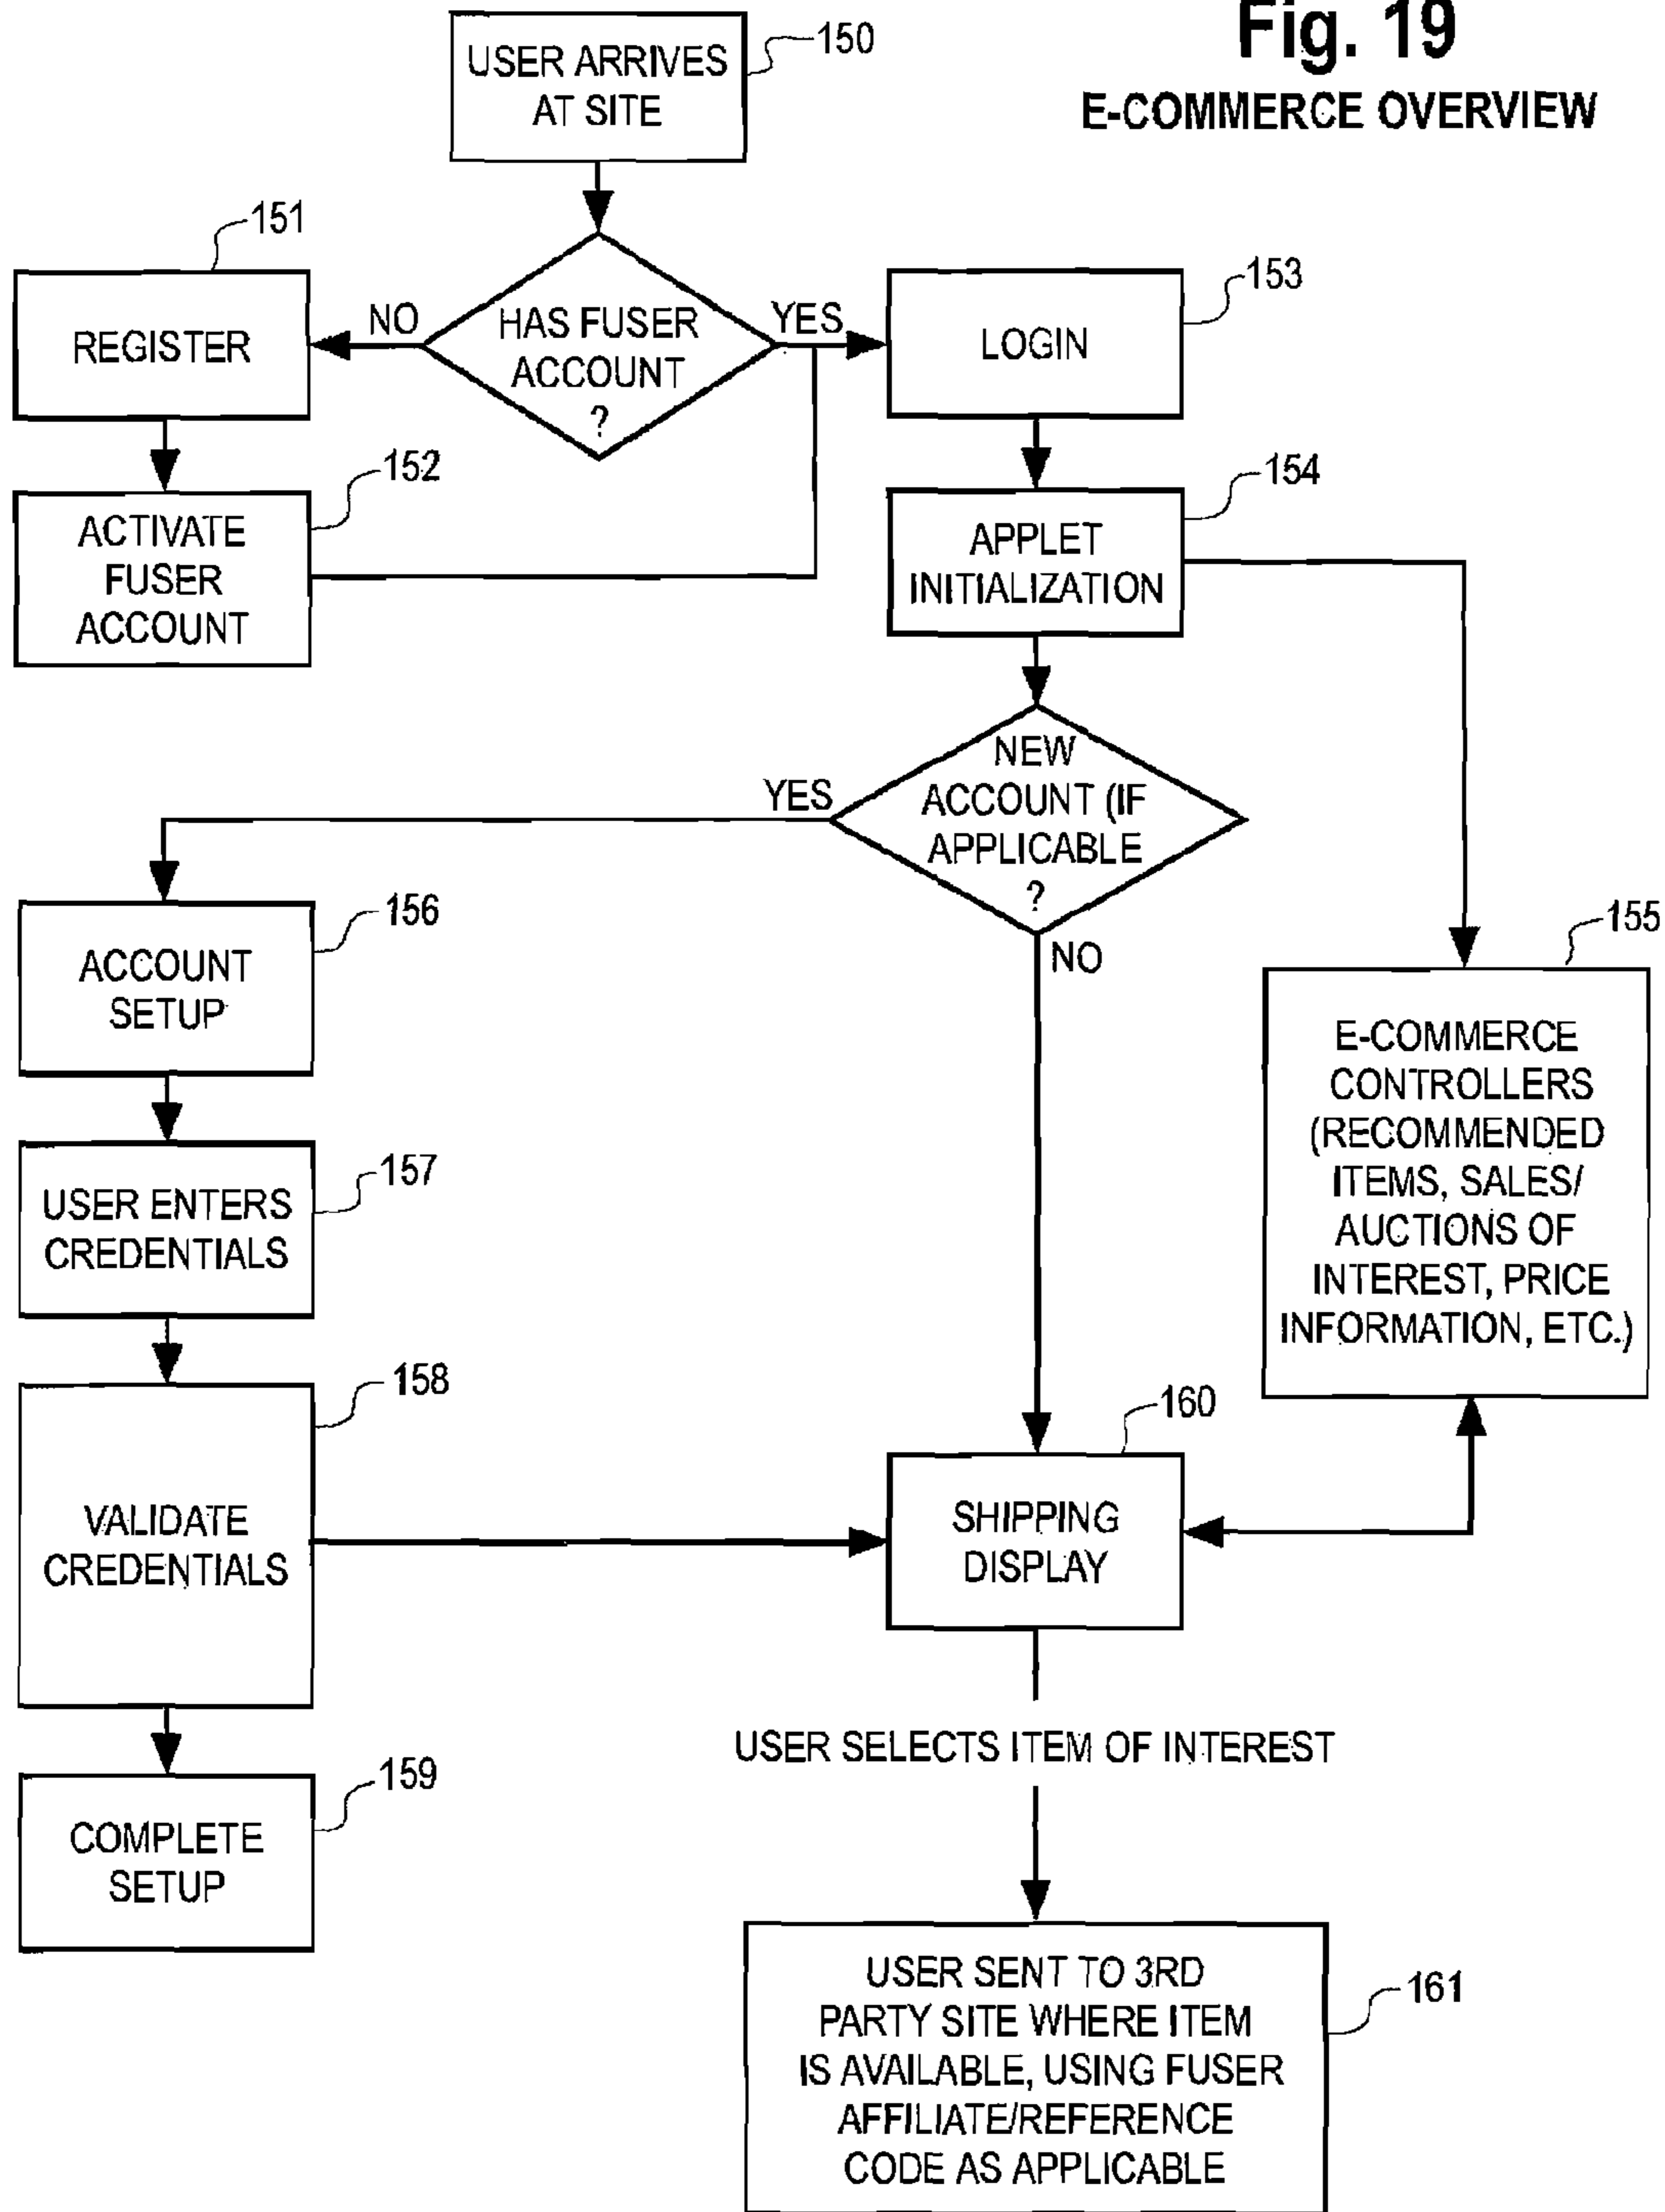 Fig. 19
E-COMMERCE OVERVIEW
USER ARRIVES
AT SITE
150
151
REGISTER
NO
HAS FUSER
ACCOUNT
?
YES
LOGIN
153
152
ACTIVATE
FUSER
ACCOUNT
154
APPLET
INITIALIZATION
NEW
ACCOUNT (IF
APPLICABLE
?
YES
NO
156
ACCOUNT
SETUP
155
E-COMMERCE
CONTROLLERS
(RECOMMENDED
ITEMS, SALES/
AUCTIONS OF
INTEREST, PRICE
INFORMATION, ETC.)
157
USER ENTERS
CREDENTIALS
158
VALIDATE
CREDENTIALS
160
SHIPPING
DISPLAY
USER SELECTS ITEM OF INTEREST
159
COMPLETE
SETUP
USER SENT TO 3RD
PARTY SITE WHERE ITEM
IS AVAILABLE, USING FUSER
AFFILIATE/REFERENCE
CODE AS APPLICABLE
161